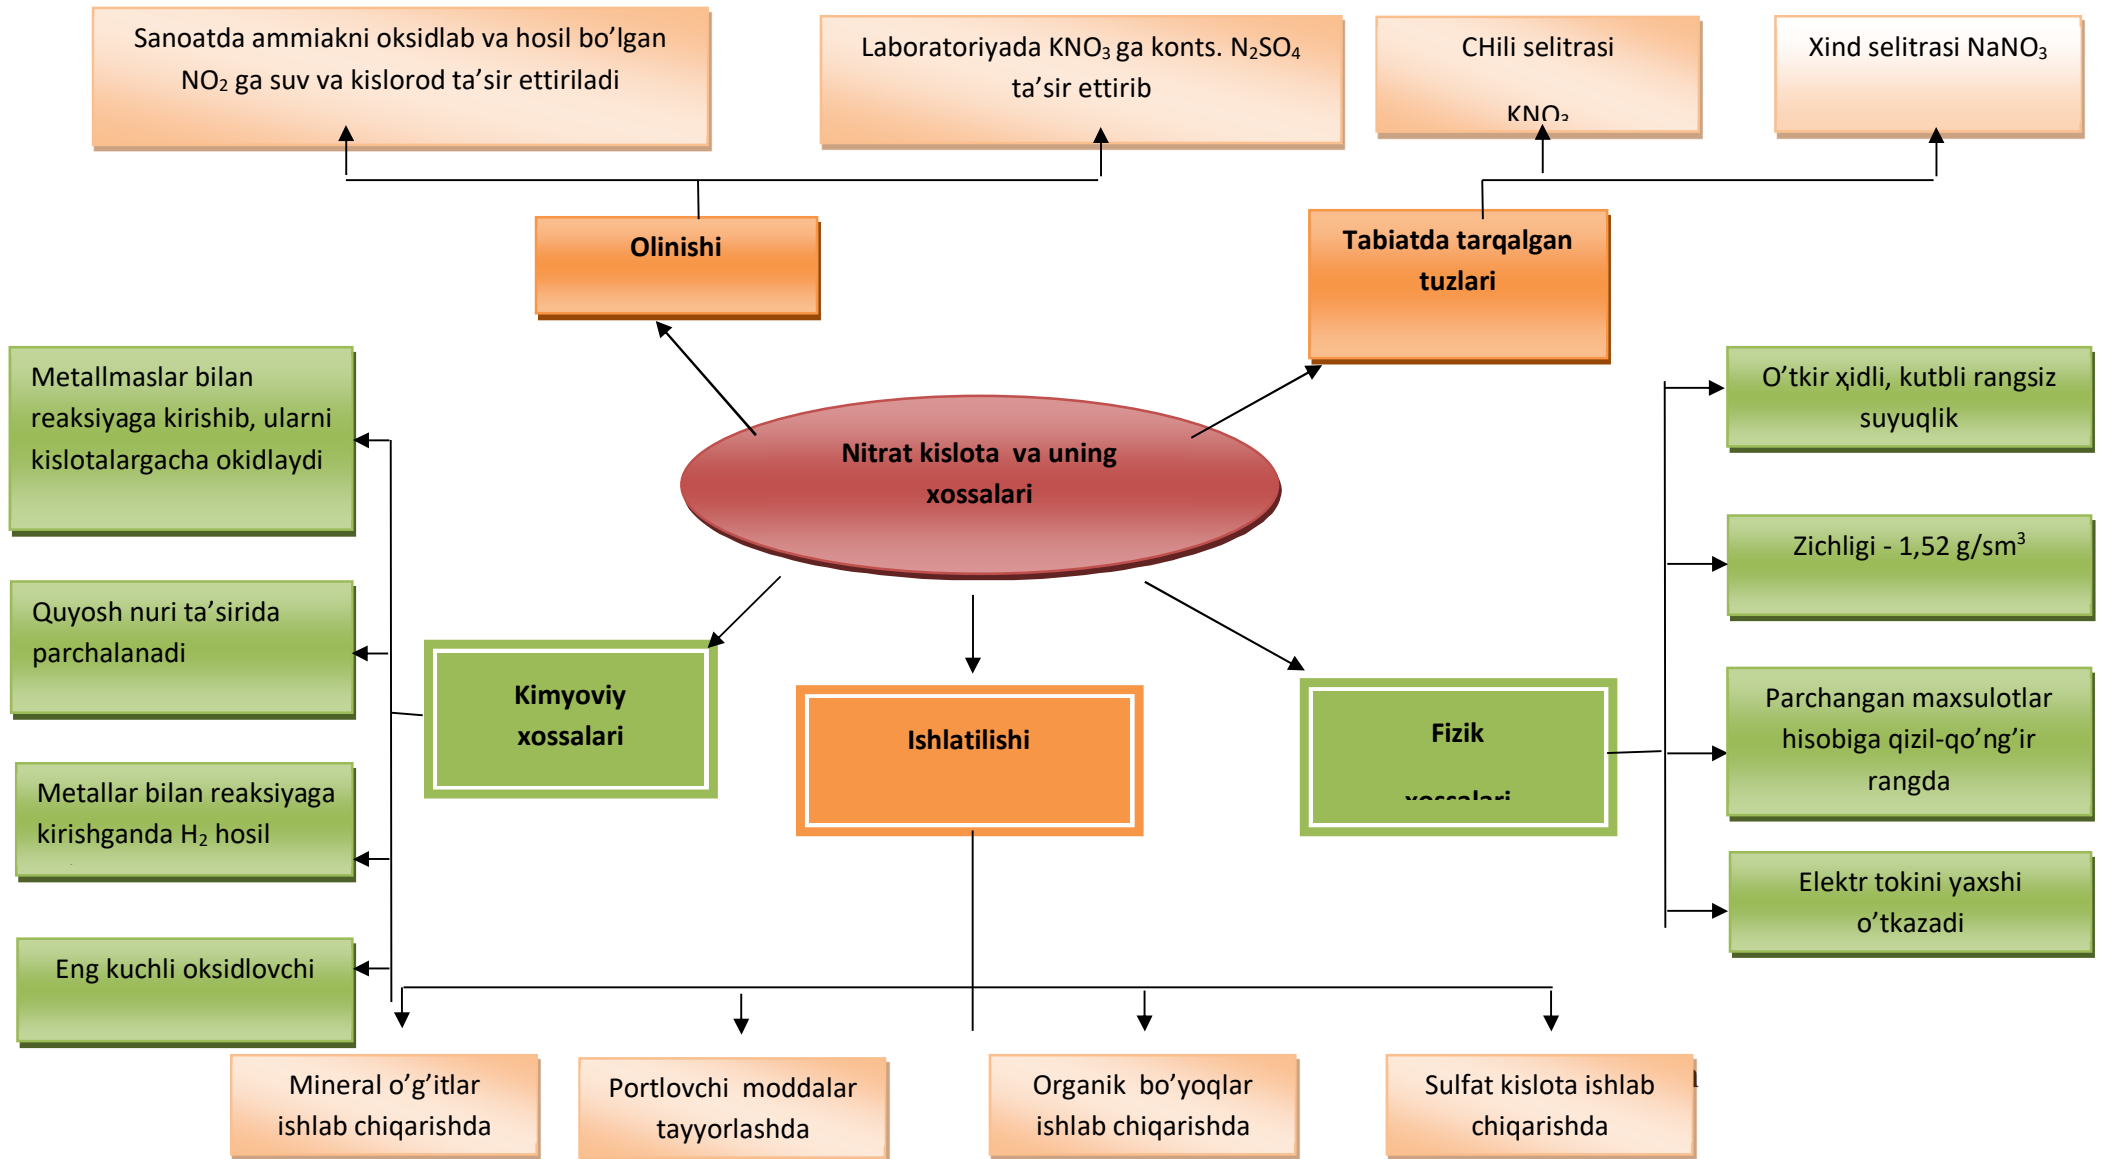 Sanoatda ammiakni oksidlab va hosil bo’lgan
NO₂ ga suv va kislorod ta’sir ettiriladi
Laboratoriyada KNO₃ ga konts. N₂SO₄
ta’sir ettirib
CHili selitrasi
KNO₃
Xind selitrasi NaNO₃
Olinishi
Tabiatda tarqalgan
tuzlari
Metallmaslar bilan
reaksiyaga kirishib, ularni
kislotalargacha okidlaydi
Nitrat kislota va uning
xossalari
O’tkir ҳidli, kutbli rangsiz
suyuqlik
Zichligi - 1,52 g/sm³
Quyosh nuri ta’sirida
parchalanadi
Kimyoviy
xossalari
Ishlatilishi
Fizik
xossalari
Parchangan maxsulotlar
hisobiga qizil-qo’ng’ir
rangda
Metallar bilan reaksiyaga
kirishganda H₂ hosil
Elektr tokini yaxshi
o’tkazadi
Eng kuchli oksidlovchi
Mineral o’g’itlar
ishlab chiqarishda
Portlovchi moddalar
tayyorlashda
Organik bo’yoqlar
ishlab chiqarishda
Sulfat kislota ishlab
chiqarishda